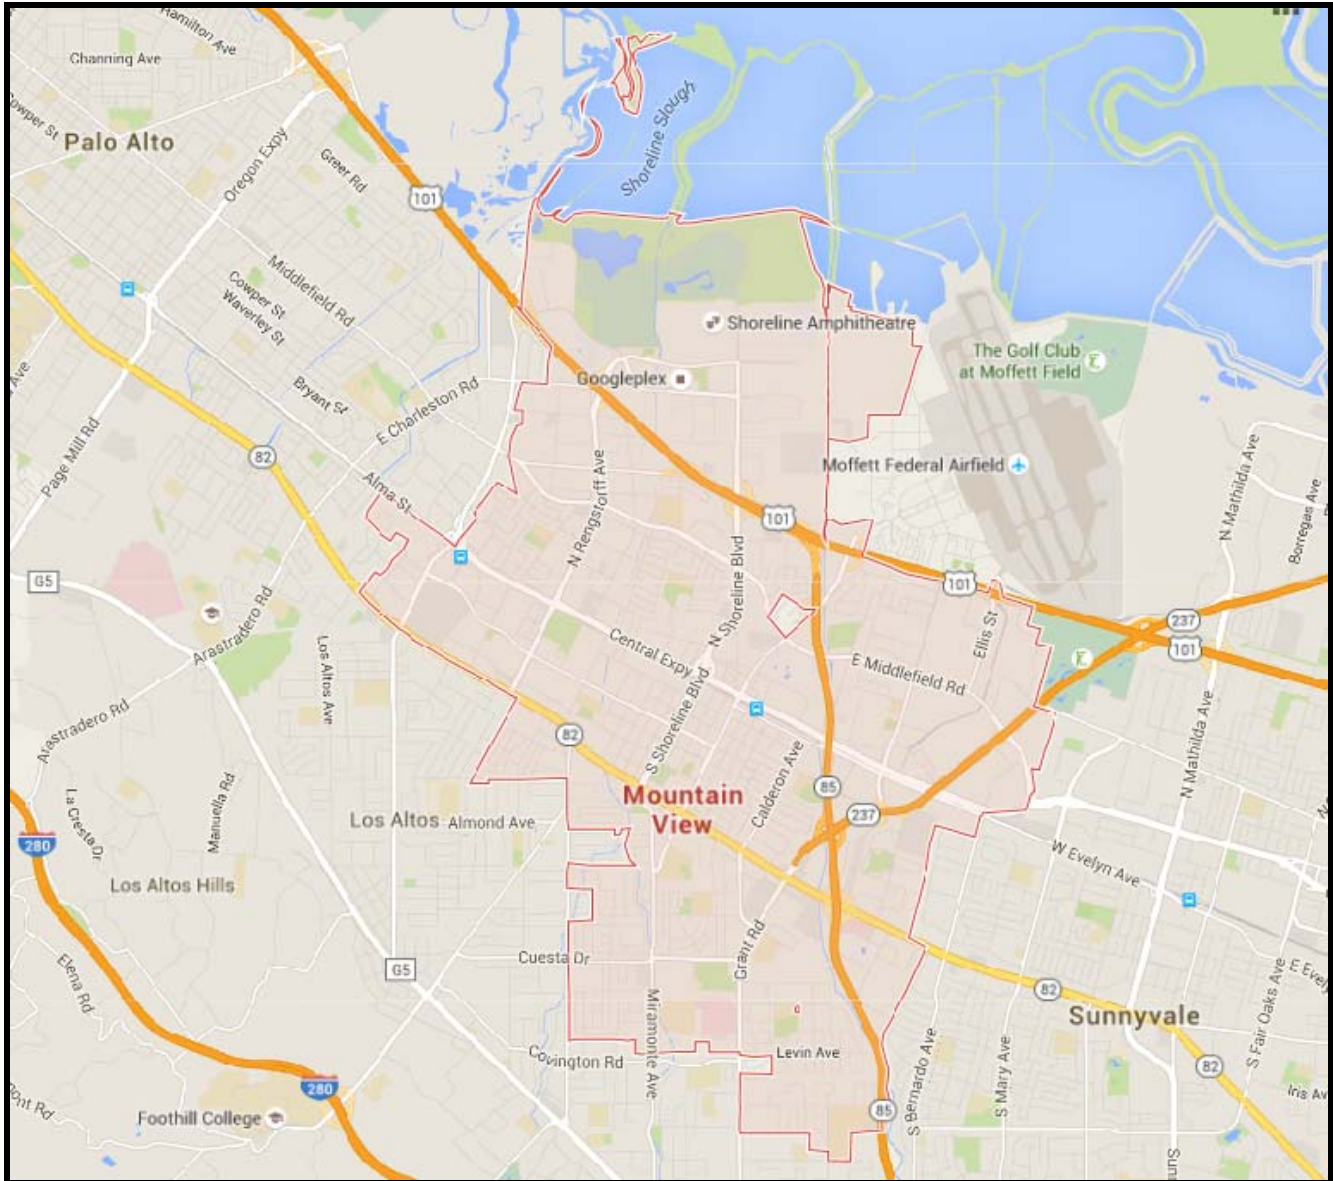 Hamilton Ave
Channing Ave
Cowper St
Palo Alto
Oregon Expy
Greer Rd
101
Shoreline Slough
Middlefield Rd
Cowper St
Waverley St
Shoreline Amphitheatre
The Golf Club
at Moffett Field
Googleplex
Ave
Bryant St
E Charleston Rd
Page Mill Rd
82
Alma St
N Rengstorff Ave
Moffett Federal Airfield
N Mathilda Ave
Borregas Ave
101
G5
101
N Shoreline Blvd
237
101
Arastradero Rd
Los Altos Ave
Central Expy
Ellis St
E Middlefield Rd
Arastradero Rd
S Shoreline Blvd
82
N Mathilda Ave
Calderon Ave
85
237
Mountain
View
La Cresta Dr
Manuella Rd
Los Altos
Almond Ave
280
W Evelyn Ave
Los Altos Hills
Elena Rd
G5
Cuesta Dr
Grant Rd
82
E Evely
Miramonte Ave
Sunnyvale
S Fair Oaks Ave
Covington Rd
Levin Ave
S Bernardo Ave
S Mary Ave
82
Iris Av
280
85
ont Rd
Foothill College
Sunn